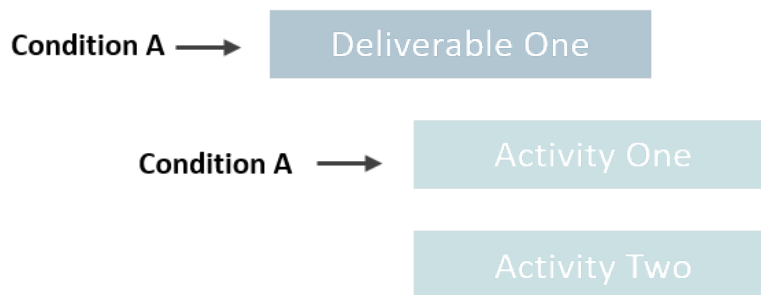 Condition A Deliverable One
Condition A Activity One
Activity Two